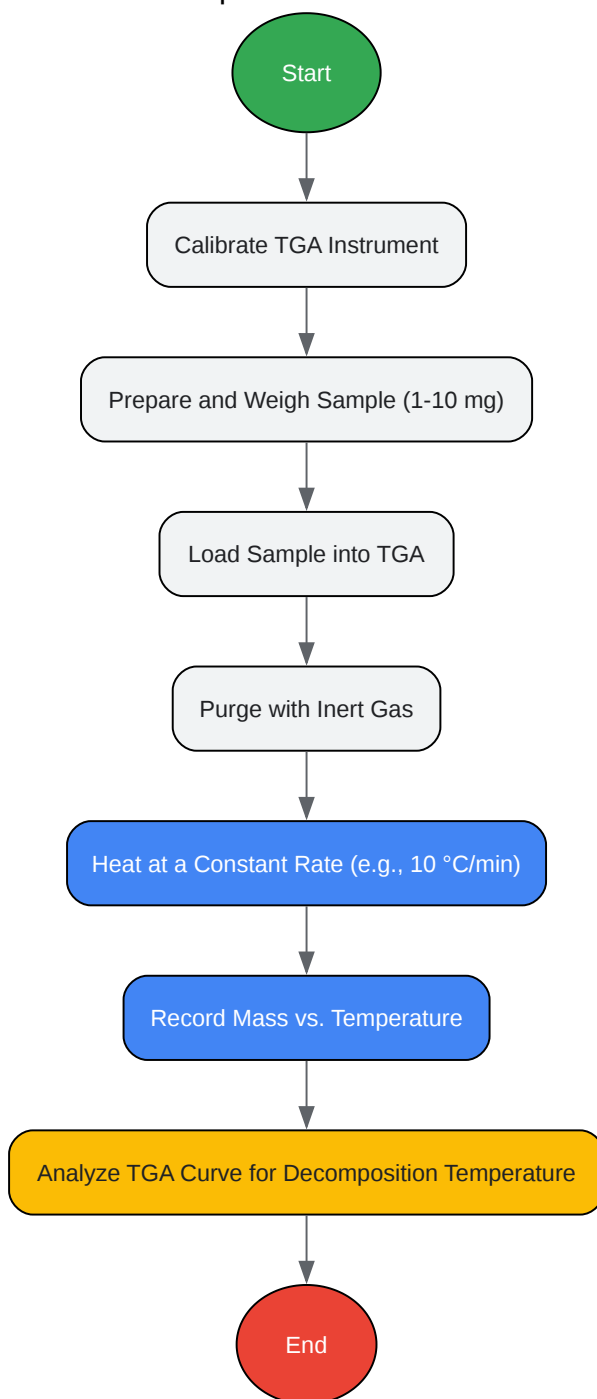 Start
Calibrate TGA Instrument
Prepare and Weigh Sample (1-10 mg)
Load Sample into TGA
Purge with Inert Gas
Heat at a Constant Rate (e.g., 10 °C/min)
Record Mass vs. Temperature
Analyze TGA Curve for Decomposition Temperature
End